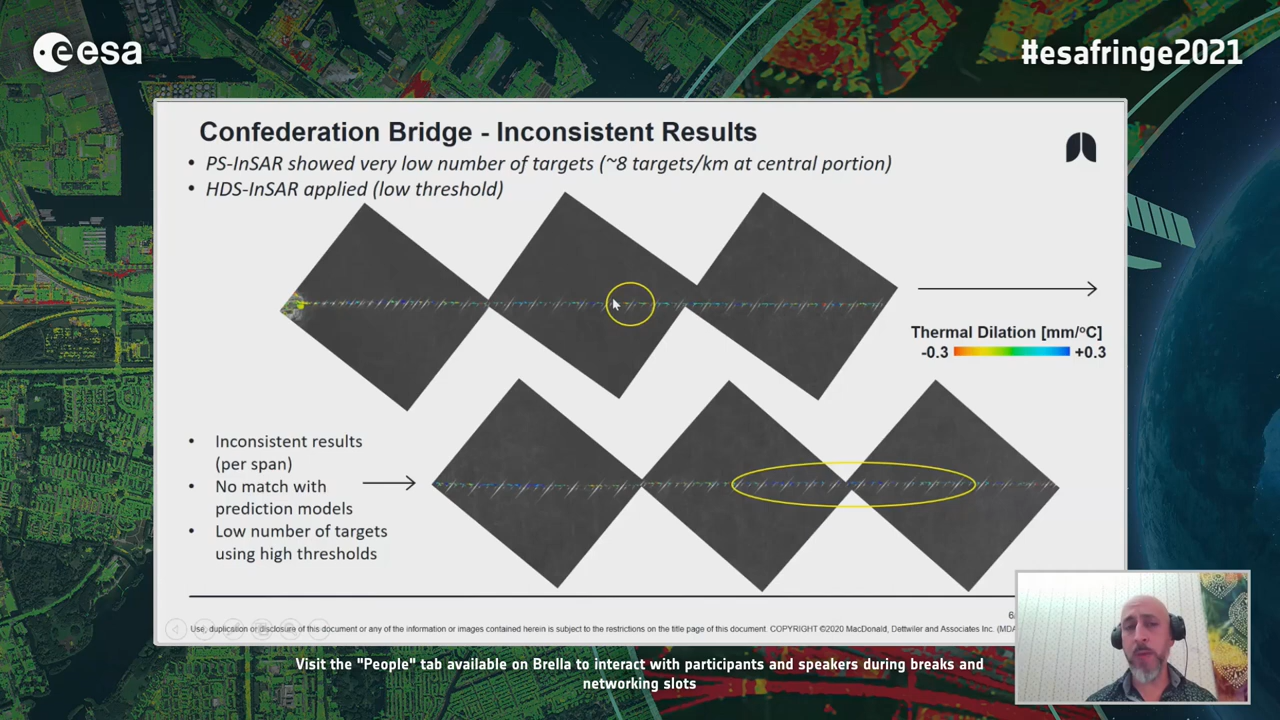 esa
#esafringe2021
Confederation Bridge - Inconsistent Results
• PS-InSAR showed very low number of targets (~8 targets/km at central portion)
• HDS-InSAR applied (low threshold)
Thermal Dilation [mm/°C]
-0.3 +0.3
• Inconsistent results
(per span)
• No match with
prediction models
• Low number of targets
using high thresholds
6
Use, duplication or disclosure of this document or any of the information or images contained herein is subject to the restrictions on the title page of this document. COPYRIGHT ©2020 MacDonald, Dettwiler and Associates Inc. (MDA
Visit the "People" tab available on Brella to interact with participants and speakers during breaks and
networking slots